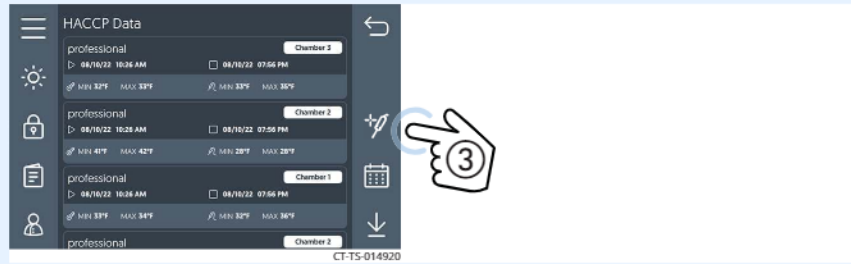 HACCP Data
professional Chamber 3
08/10/22 10:26 AM 08/10/22 07:56 PM
MIN 32°F MAX 33°F MIN 33°F MAX 35°F
professional Chamber 2
08/10/22 10:26 AM 08/10/22 07:56 PM
MIN 41°F MAX 42°F MIN 28°F MAX 28°F
professional Chamber 1
08/10/22 10:26 AM 08/10/22 07:56 PM
MIN 33°F MAX 34°F MIN 32°F MAX 36°F
professional Chamber 2
3
CT-TS-014920